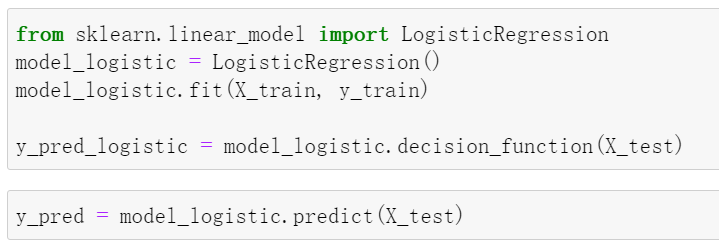 from sklearn.linear_model import LogisticRegression
model_logistic = LogisticRegression()
model_logistic.fit(X_train, y_train)
y_pred_logistic = model_logistic.decision_function(X_test)
y_pred = model_logistic.predict(X_test)